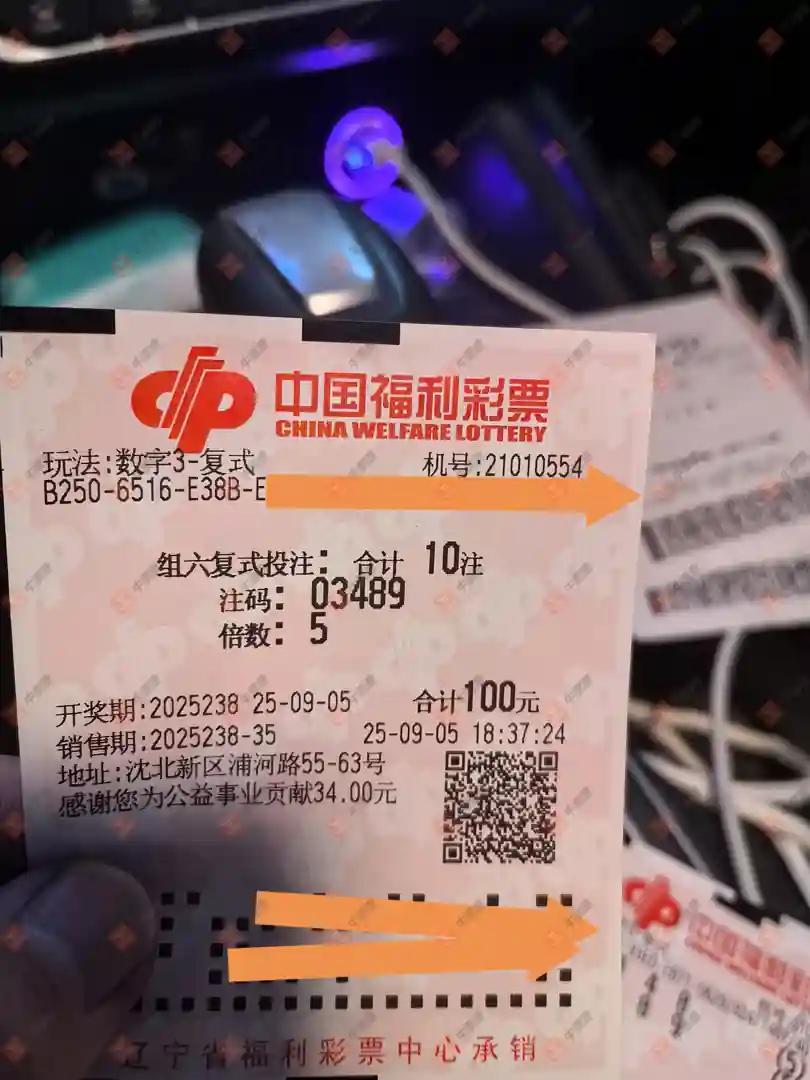 中国福利彩票
CHINA WELFARE LOTTERY
玩法:数字3-复式
机号:21010554
B250-6516-E38B-E
组六复式投注: 合计 10注
注码: 03489
倍数: 5
开奖期:2025238 25-09-05 合计100元
销售期:2025238-35 25-09-05 18:37:24
地址:沈北新区浦河路55-63号
感谢您为公益事业贡献34.00元
辽宁省福利彩票中心承销
中国福利